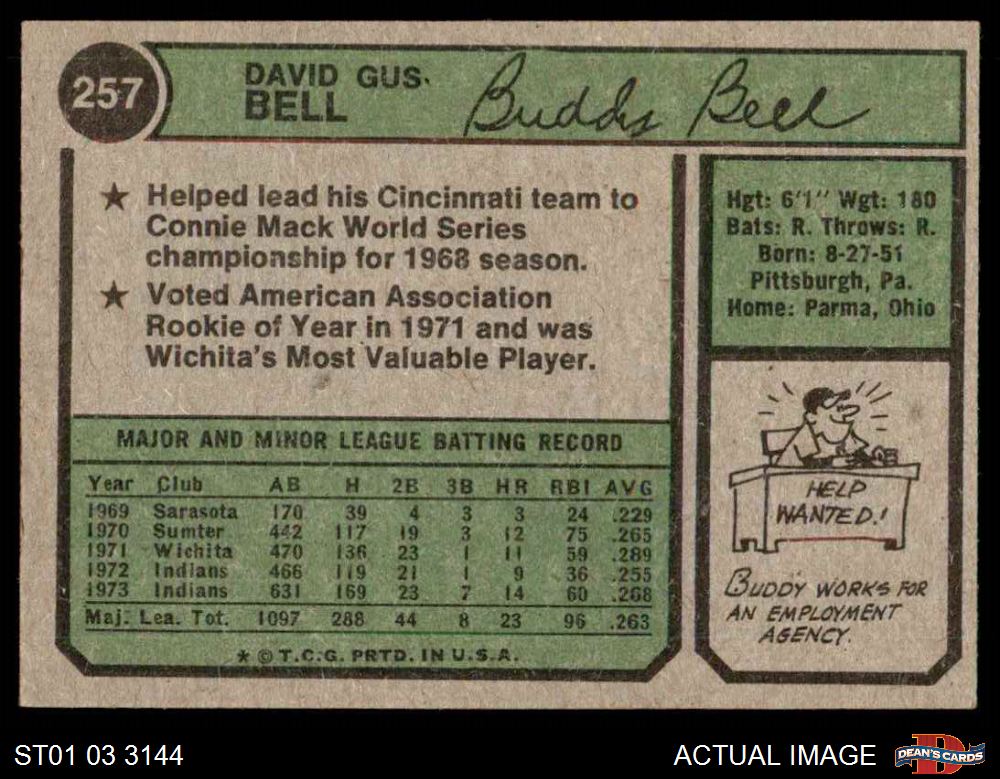 257
DAVID GUS.
BELL
Buddy Bell
★ Helped lead his Cincinnati team to
Connie Mack World Series
championship for 1968 season.
★ Voted American Association
Rookie of Year in 1971 and was
Wichita's Most Valuable Player.
Hgt: 6'1" Wgt: 180
Bats: R. Throws: R.
Born: 8-27-51
Pittsburgh, Pa.
Home: Parma, Ohio
MAJOR AND MINOR LEAGUE BATTING RECORD
Year Club AB H 2B 3B HR RBI AVG
1969 Sarasota 170 39 4 3 3 24 .229
1970 Sumter 442 117 19 3 12 75 .265
1971 Wichita 470 136 23 1 11 59 .289
1972 Indians 466 119 21 1 9 36 .255
1973 Indians 631 169 23 7 14 60 .268
Maj. Lea. Tot. 1097 288 44 8 23 96 .263
* © T.C.G. PRTD. IN U.S.A.
HELP
WANTED!
BUDDY WORKS FOR
AN EMPLOYMENT
AGENCY.
ST01 03 3144
ACTUAL IMAGE
DEAN'S CARDS